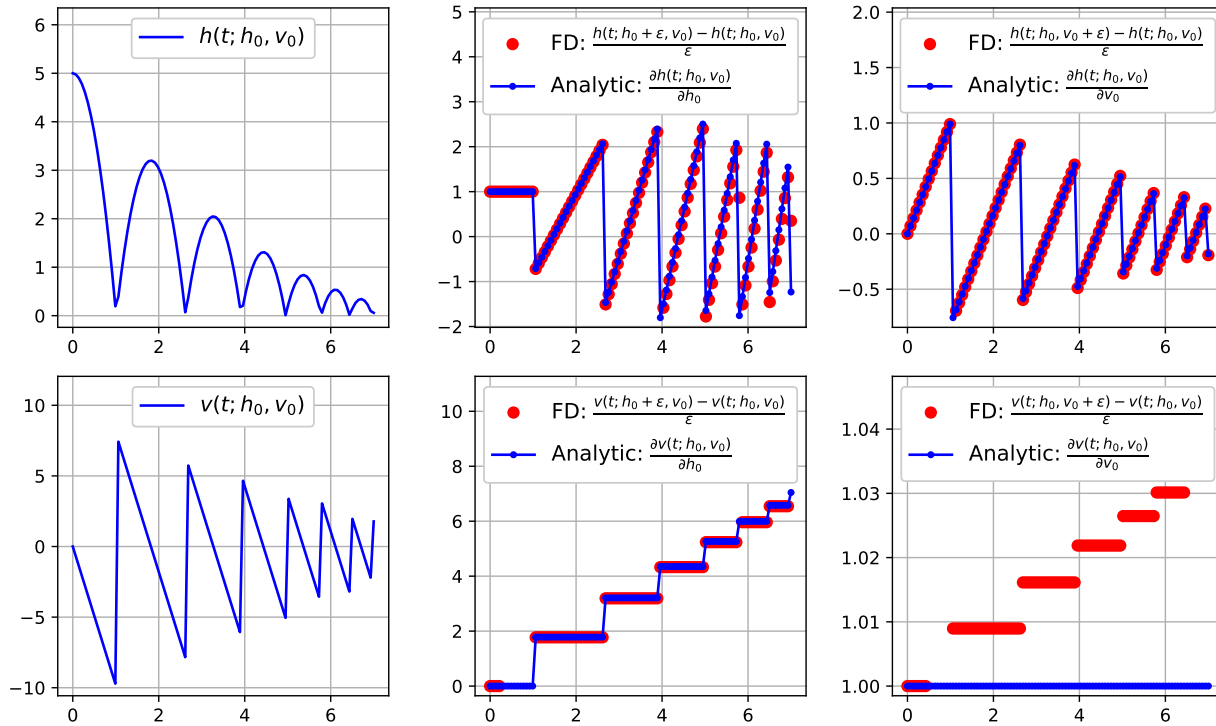 h(t; h₀, v₀)
6
5
4
3
2
1
0
0 2 4 6
FD: h(t; h₀ + ε, v₀) − h(t; h₀, v₀) / ε
Analytic: ∂h(t; h₀, v₀) / ∂h₀
5
4
3
2
1
0
−1
−2
0 2 4 6
FD: h(t; h₀, v₀ + ε) − h(t; h₀, v₀) / ε
Analytic: ∂h(t; h₀, v₀) / ∂v₀
2.0
1.5
1.0
0.5
0.0
−0.5
0 2 4 6
v(t; h₀, v₀)
10
5
0
−5
−10
0 2 4 6
FD: v(t; h₀ + ε, v₀) − v(t; h₀, v₀) / ε
Analytic: ∂v(t; h₀, v₀) / ∂h₀
10
8
6
4
2
0
0 2 4 6
FD: v(t; h₀, v₀ + ε) − v(t; h₀, v₀) / ε
Analytic: ∂v(t; h₀, v₀) / ∂v₀
1.04
1.03
1.02
1.01
1.00
0 2 4 6